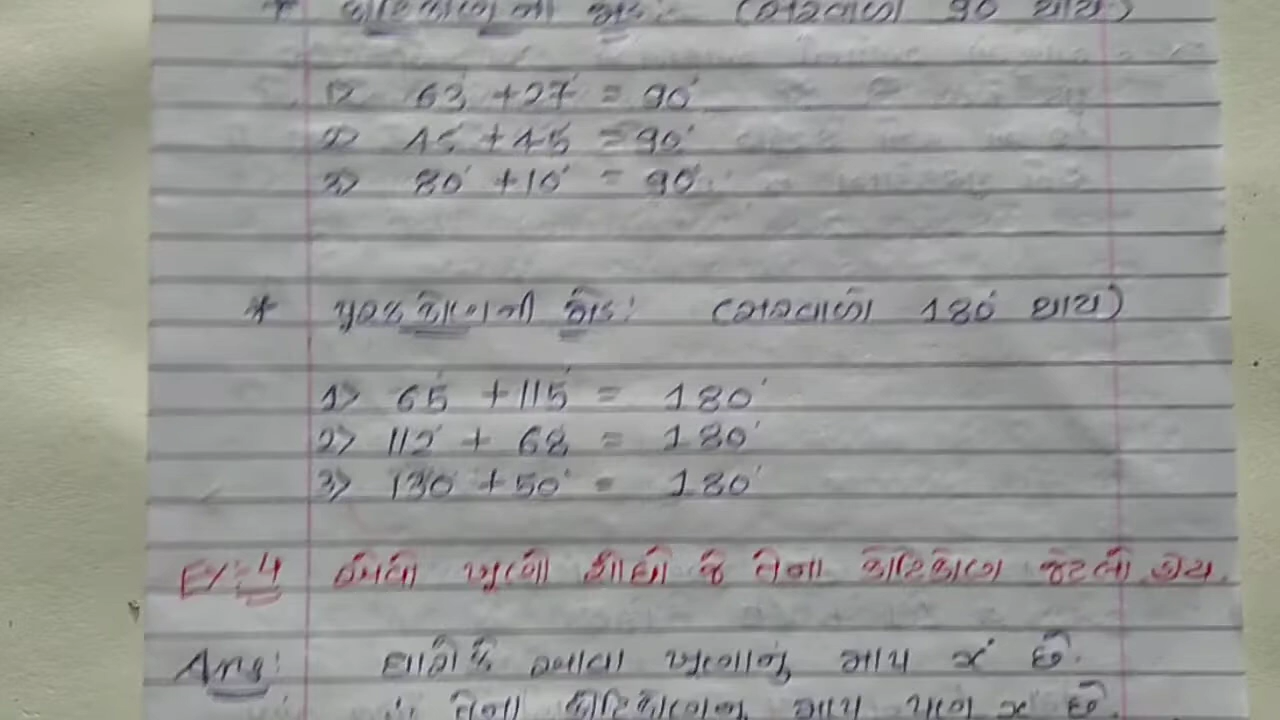 * કોટિકોણની જોડ: (સરવાળો 90 થાય)
1> 63° + 27° = 90°
2> 45 + 45 = 90°
3> 80° + 10° = 90°
* પુરક કોણની જોડ: (સરવાળો 180° થાય)
1> 65° + 115° = 180°
2> 112° + 68° = 180°
3> 130° + 50° = 180°
Ex:-4 એવો ખુણો શોધો જે તેના કોટિકોણ જેટલો હોય.
Ans: ધારો કે આવા ખુણાનું માપ x° છે.
∴ તેના કોટિકોણનું માપ પણ x° છે.